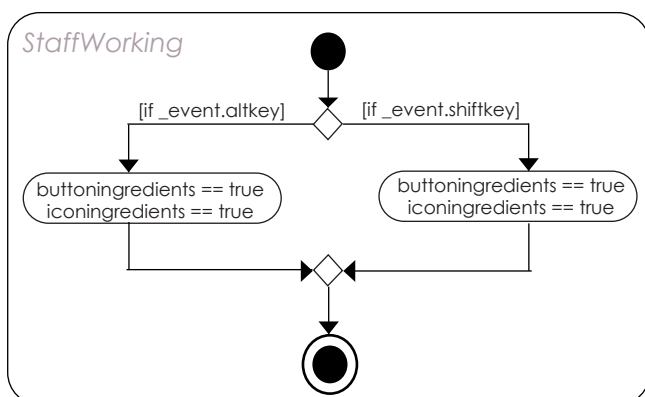 StaffWorking
[if _event.altkey]
[if _event.shiftkey]
buttoningredients == true
iconingredients == true
buttoningredients == true
iconingredients == true